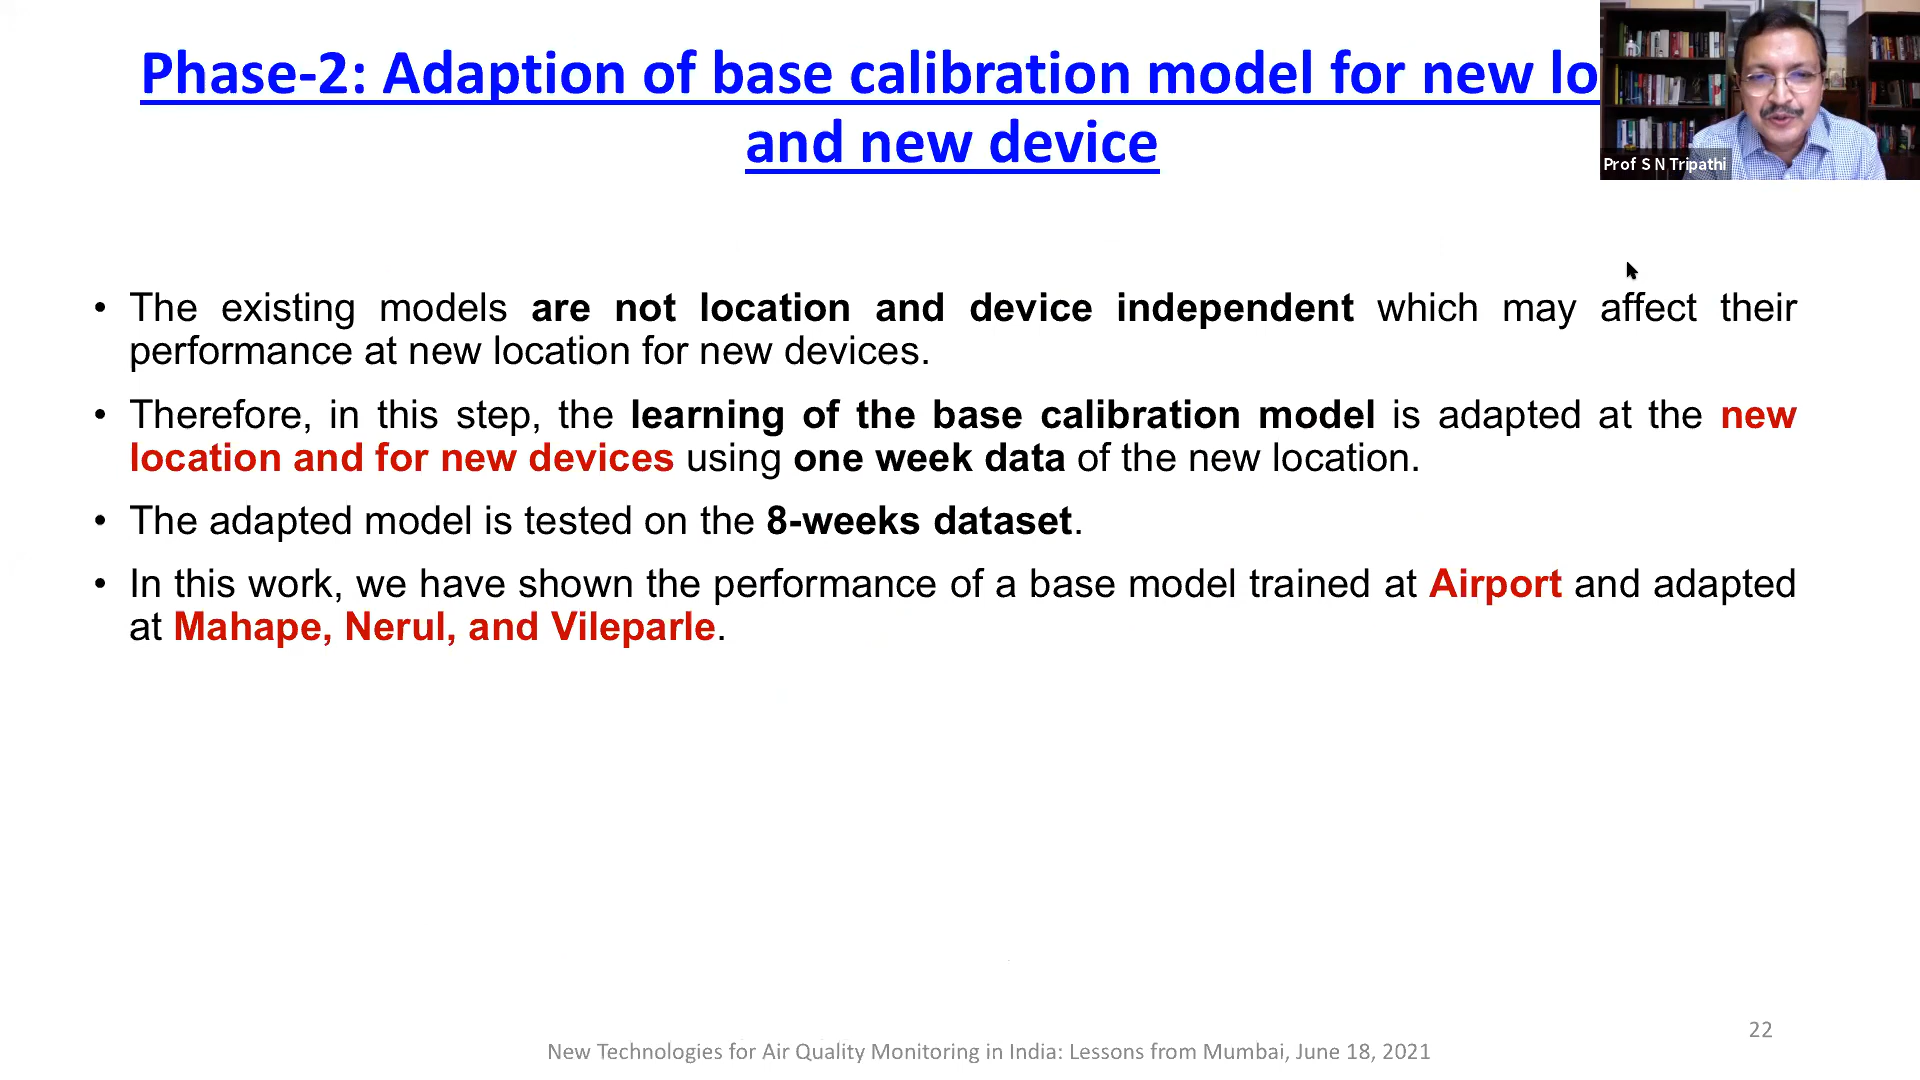 Phase-2: Adaption of base calibration model for new lo
and new device
Prof S N Tripathi
• The existing models are not location and device independent which may affect their
performance at new location for new devices.
• Therefore, in this step, the learning of the base calibration model is adapted at the new
location and for new devices using one week data of the new location.
• The adapted model is tested on the 8-weeks dataset.
• In this work, we have shown the performance of a base model trained at Airport and adapted
at Mahape, Nerul, and Vileparle.
22
New Technologies for Air Quality Monitoring in India: Lessons from Mumbai, June 18, 2021